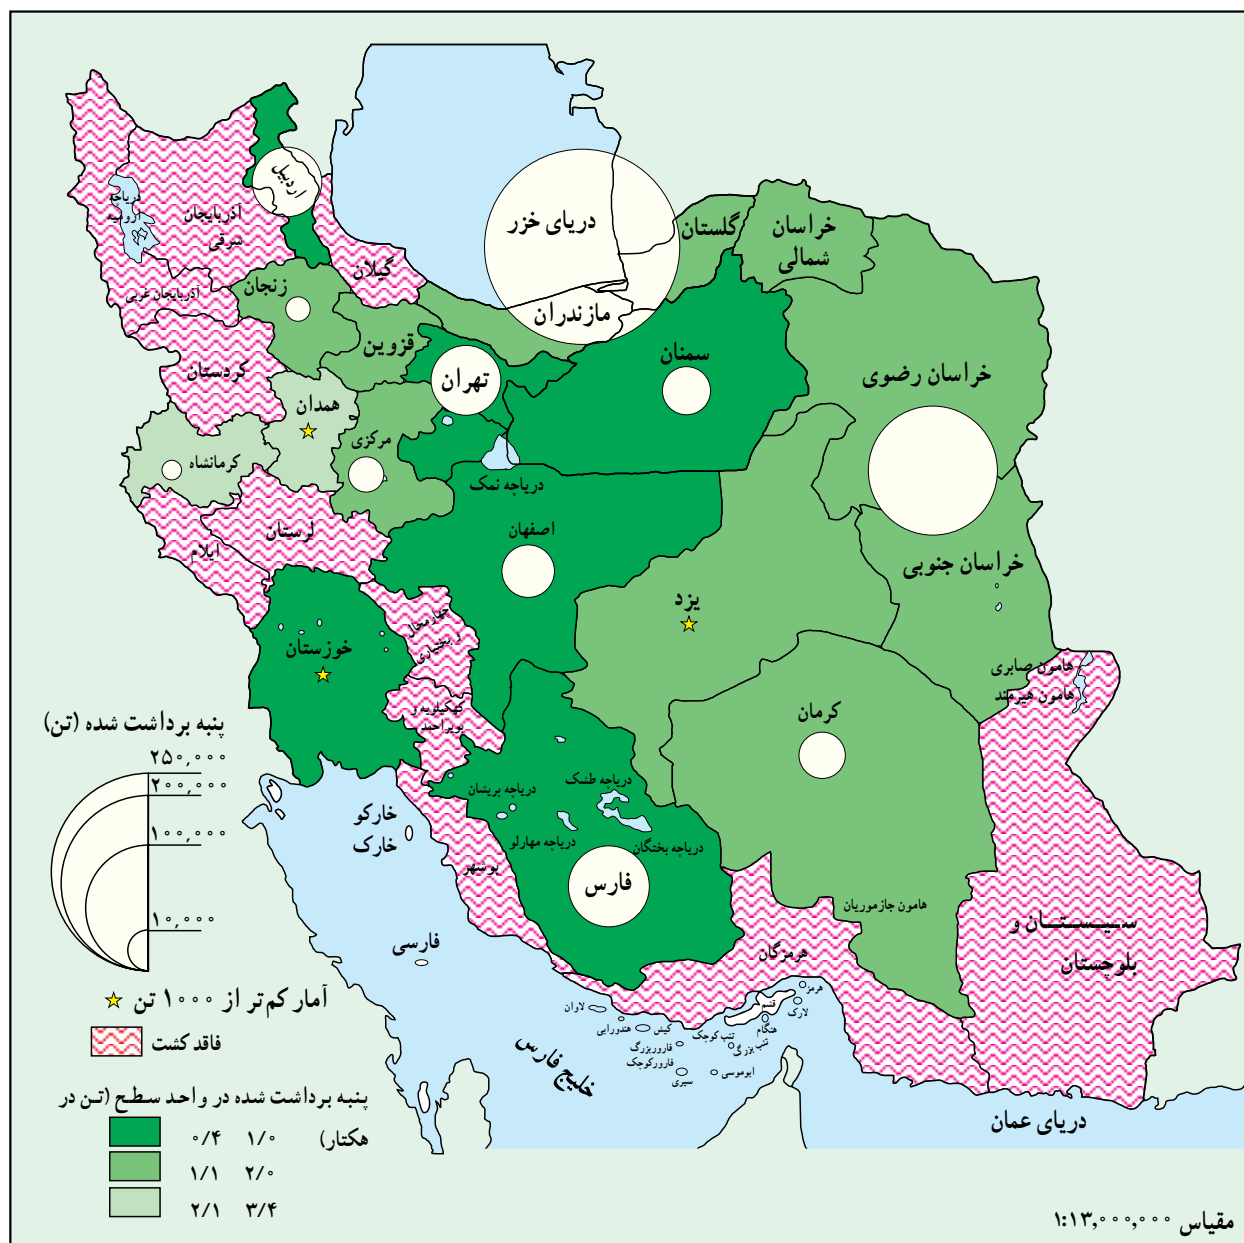 دریای خزر
گلستان
خراسان
شمالی
اردبیل
دریاچه
ارومیه
آذربایجان
شرقی
گیلان
زنجان
آذربایجان غربی
مازندران
قزوین
سمنان
خراسان رضوی
کردستان
تهران
همدان
مرکزی
کرمانشاه
دریاچه نمک
لرستان
اصفهان
ایلام
خراسان جنوبی
یزد
چهارمحال
و بختیاری
خوزستان
هامون صابری
هامون هیرمند
کهکیلویه و
بویراحمد
کرمان
دریاچه طشک
دریاچه پریشان
دریاچه مهارلو
دریاچه بختگان
خارکو
خارک
بوشهر
فارس
هامون جازموریان
سیستان و
بلوچستان
فارسی
هرمزگان
هرمز
لارک
قشم
هنگام
لاوان
هندورابی
کیش
تنب کوچک
تنب بزرگ
فاروربزرگ
فارورکوچک
سیری
ابوموسی
خلیج فارس
دریای عمان
پنبه برداشت شده (تن)
۲۵۰,۰۰۰
۲۰۰,۰۰۰
۱۰۰,۰۰۰
۱۰,۰۰۰
آمار کم‌تر از ۱۰۰۰ تن
فاقد کشت
پنبه برداشت شده در واحد سطح (تن در
هکتار)
۰/۴ ۱/۰
۱/۱ ۲/۰
۲/۱ ۳/۴
مقیاس ۱:۱۳,۰۰۰,۰۰۰